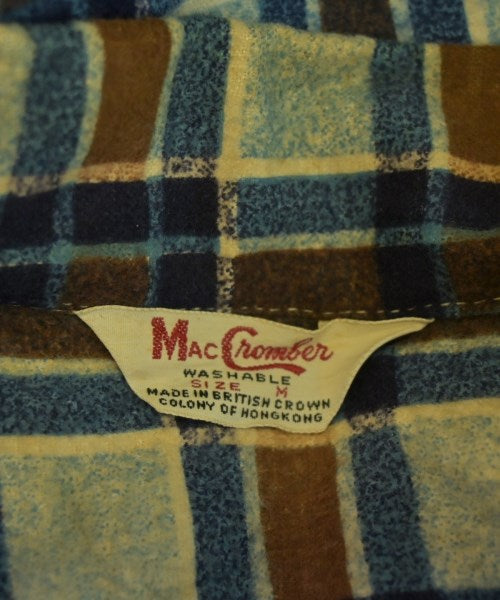 MacCromber
WASHABLE
SIZE M
MADE IN BRITISH CROWN
COLONY OF HONGKONG